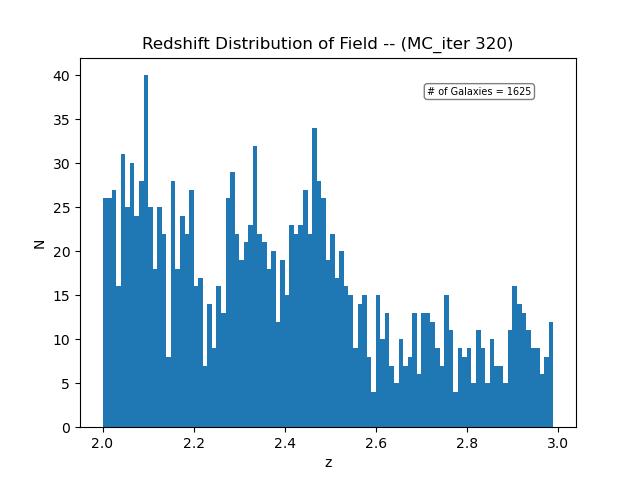 Redshift Distribution of Field -- (MC_iter 320)
# of Galaxies = 1625
40
35
30
25
20
15
10
5
0
N
2.0 2.2 2.4 2.6 2.8 3.0
z